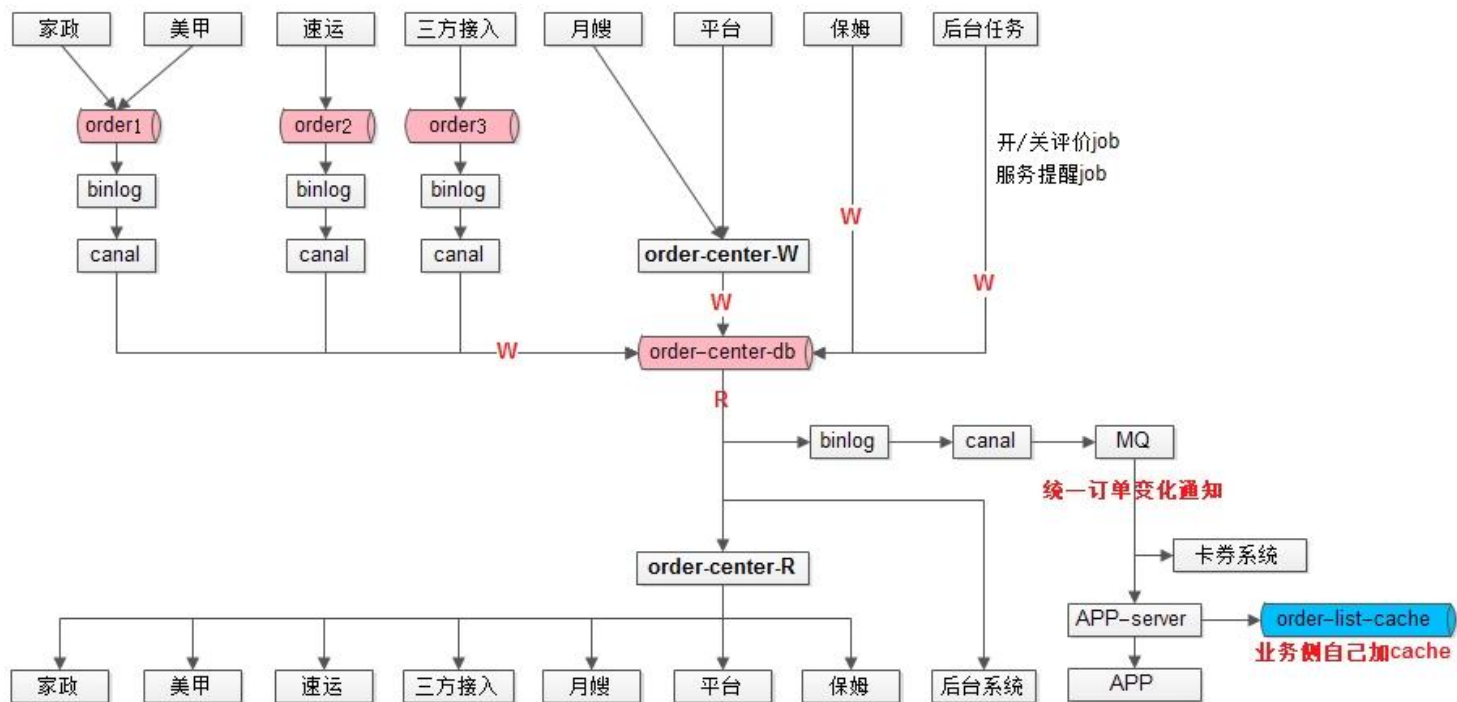 家政
美甲
速运
三方接入
月嫂
平台
保姆
后台任务
order1
order2
order3
开/关评价job
服务提醒job
binlog
binlog
binlog
W
canal
canal
canal
order-center-W
W
W
W
order-center-db
R
binlog
canal
MQ
统一订单变化通知
卡券系统
order-center-R
APP-server
order-list-cache
业务侧自己加cache
家政
美甲
速运
三方接入
月嫂
平台
保姆
后台系统
APP